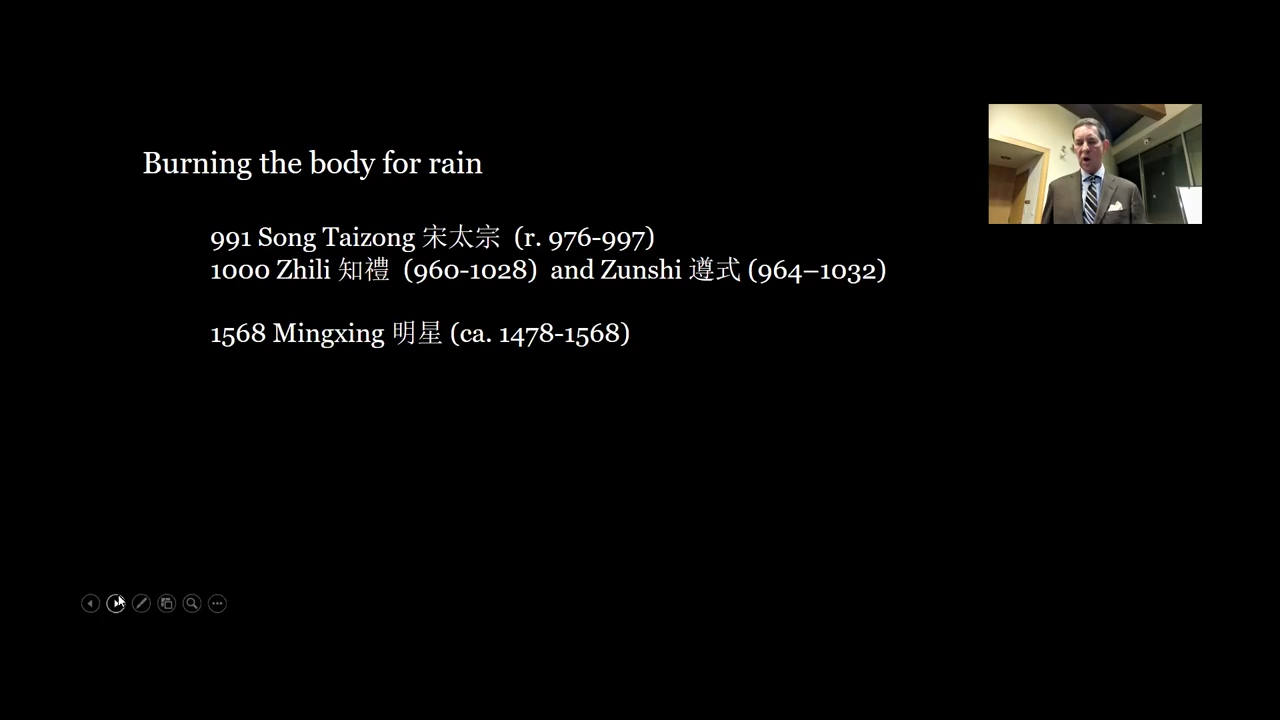 Burning the body for rain
991 Song Taizong 宋太宗 (r. 976-997)
1000 Zhili 知禮 (960-1028) and Zunshi 遵式 (964–1032)
1568 Mingxing 明星 (ca. 1478-1568)